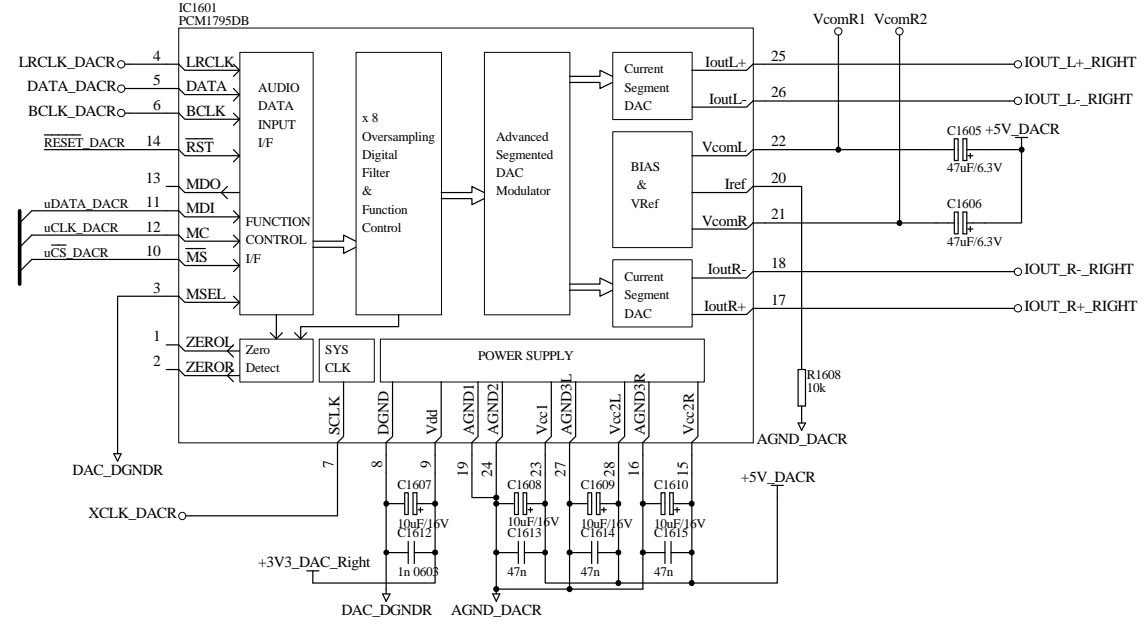 IC1601
PCM1795DB
VcomR1
VcomR2
LRCLK_DACR
4
LRCLK
DATA_DACR
5
DATA
BCLK_DACR
6
BCLK
RESET_DACR
14
RST
13
MDO
uDATA_DACR
11
MDI
uCLK_DACR
12
MC
uCS_DACR
10
MS
3
MSEL
1
ZEROL
2
ZEROR
AUDIO
DATA
INPUT
I/F
FUNCTION
CONTROL
I/F
x 8
Oversampling
Digital
Filter
&
Function
Control
Advanced
Segmented
DAC
Modulator
Current
Segment
DAC
BIAS
&
VRef
Current
Segment
DAC
Zero
Detect
SYS
CLK
POWER SUPPLY
IoutL+
25
IOUT_L+_RIGHT
IoutL-
26
IOUT_L-_RIGHT
VcomL
22
C1605
47uF/6.3V
+5V_DACR
Iref
20
VcomR
21
C1606
47uF/6.3V
IoutR-
18
IOUT_R-_RIGHT
IoutR+
17
IOUT_R+_RIGHT
R1608
10k
AGND_DACR
SCLK
DGND
Vdd
AGND1
AGND2
Vcc1
AGND3L
Vcc2L
AGND3R
Vcc2R
7
8
9
19
24
23
27
28
16
15
DAC_DGNDR
XCLK_DACR
+5V_DACR
C1607
10uF/16V
C1612
1n 0603
C1608
10uF/16V
C1613
47n
C1609
10uF/16V
C1614
47n
C1610
10uF/16V
C1615
47n
+3V3_DAC_Right
DAC_DGNDR
AGND_DACR